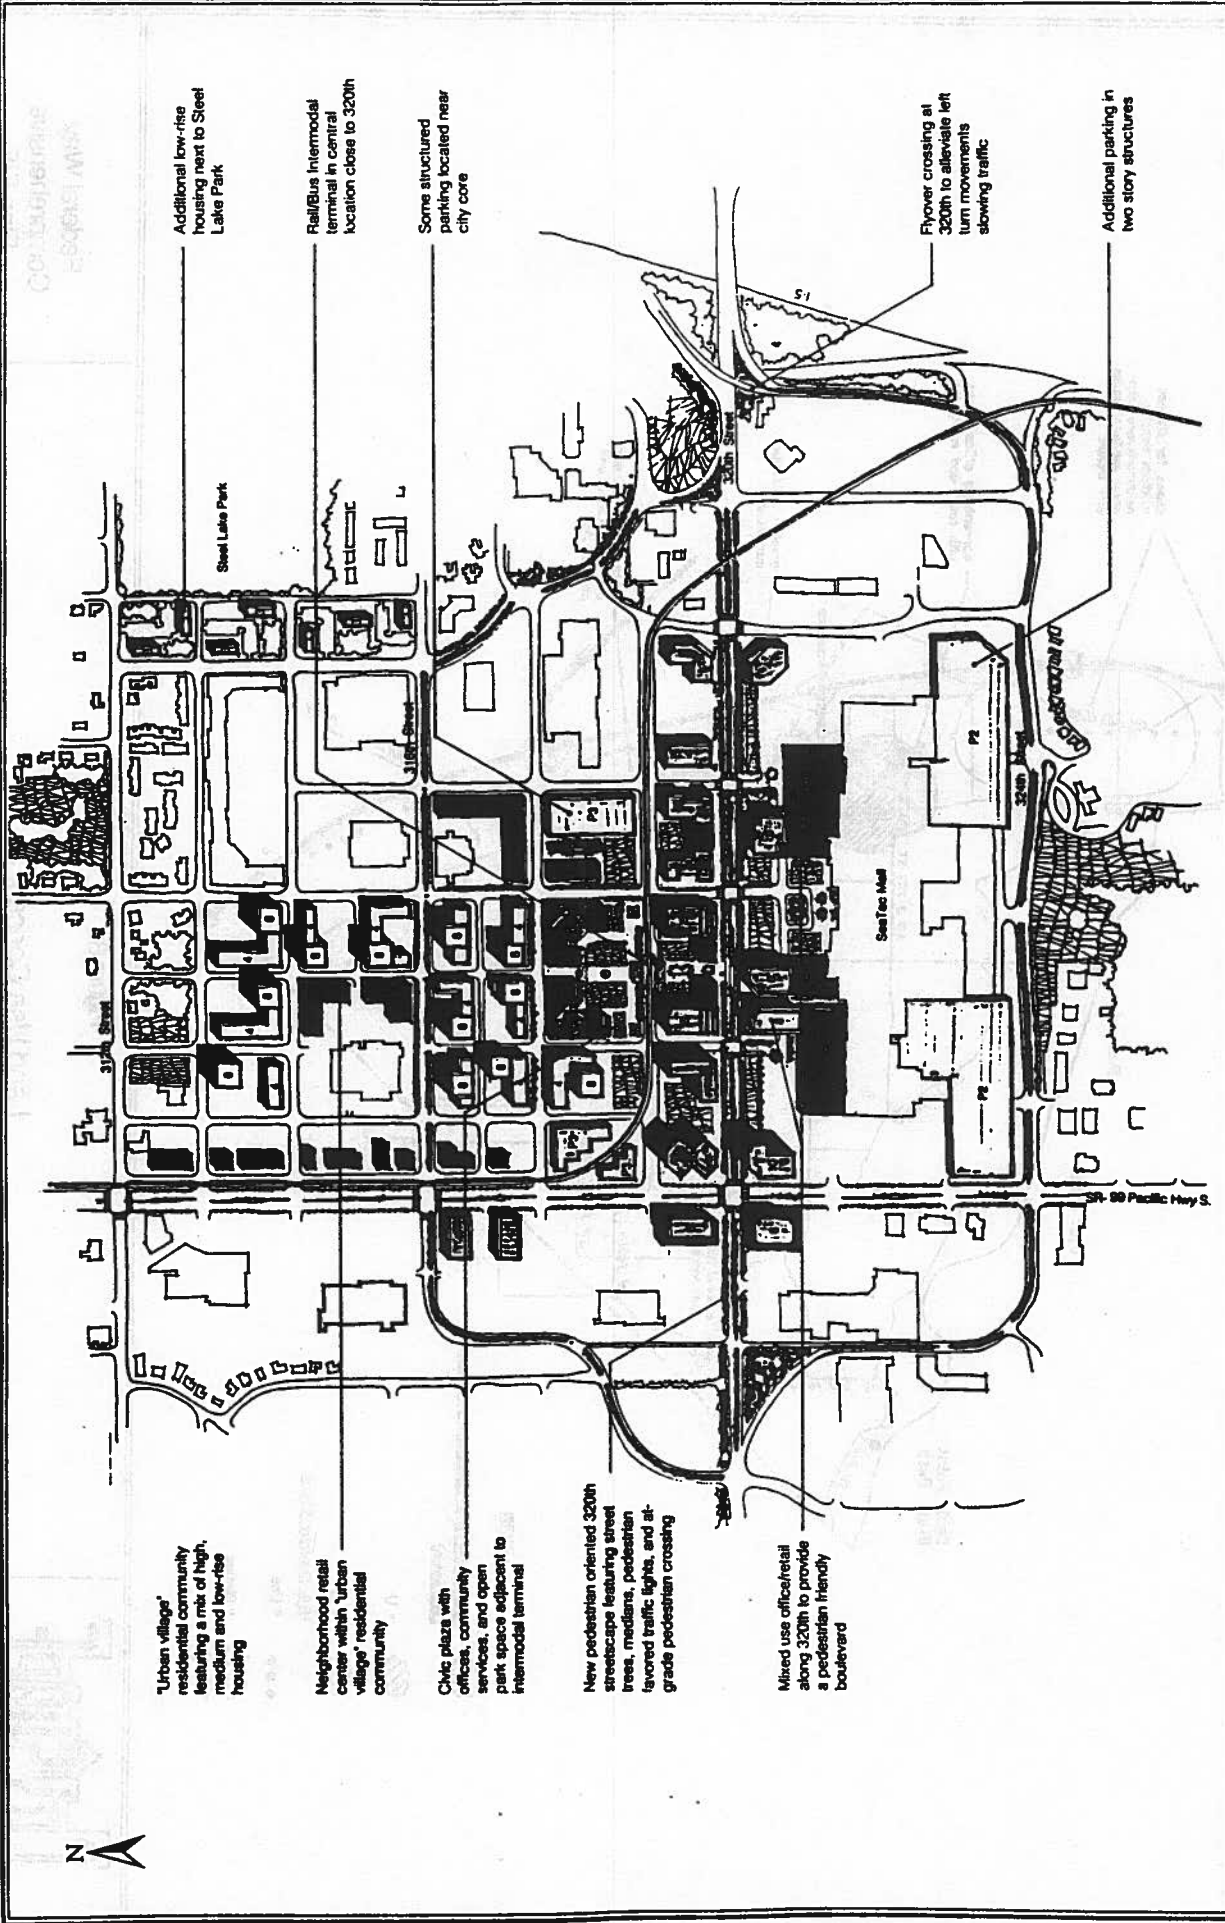 N
"Urban village"
residential community
featuring a mix of high,
medium and low-rise
housing
Neighborhood retail
center within "urban
village" residential
community
Civic plaza with
offices, community
services, and open
park space adjacent to
intermodal terminal
New pedestrian oriented 320th
streetscape featuring street
trees, medians, pedestrian
favored traffic lights, and at-
grade pedestrian crossing
Mixed use office/retail
along 320th to provide
a pedestrian friendly
boulevard
Additional low-rise
housing next to Steel
Lake Park
Rail/Bus Intermodal
terminal in central
location close to 320th
Some structured
parking located near
city core
Flyover crossing at
320th to alleviate left
turn movements
slowing traffic
Additional parking in
two story structures
312th Street
Steel Lake Park
316th Street
320th Street
I-5
SeaTac Mall
324th Street
SR- 99 Pacific Hwy S.
P2
P2
P3